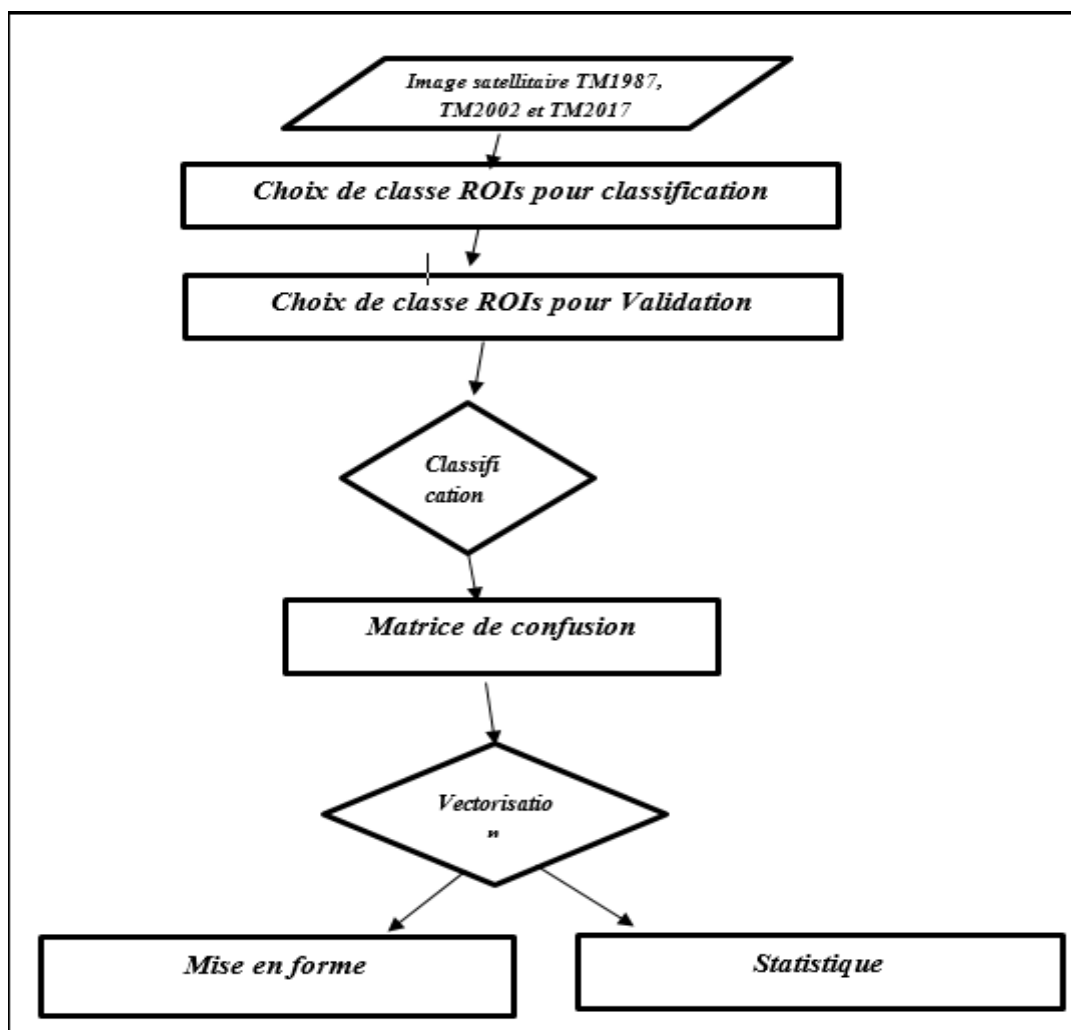 Image satellitaire TM1987,
TM2002 et TM2017
Choix de classe ROIs pour classification
Choix de classe ROIs pour Validation
Classifi
cation
Matrice de confusion
Vectorisatio
n
Mise en forme
Statistique